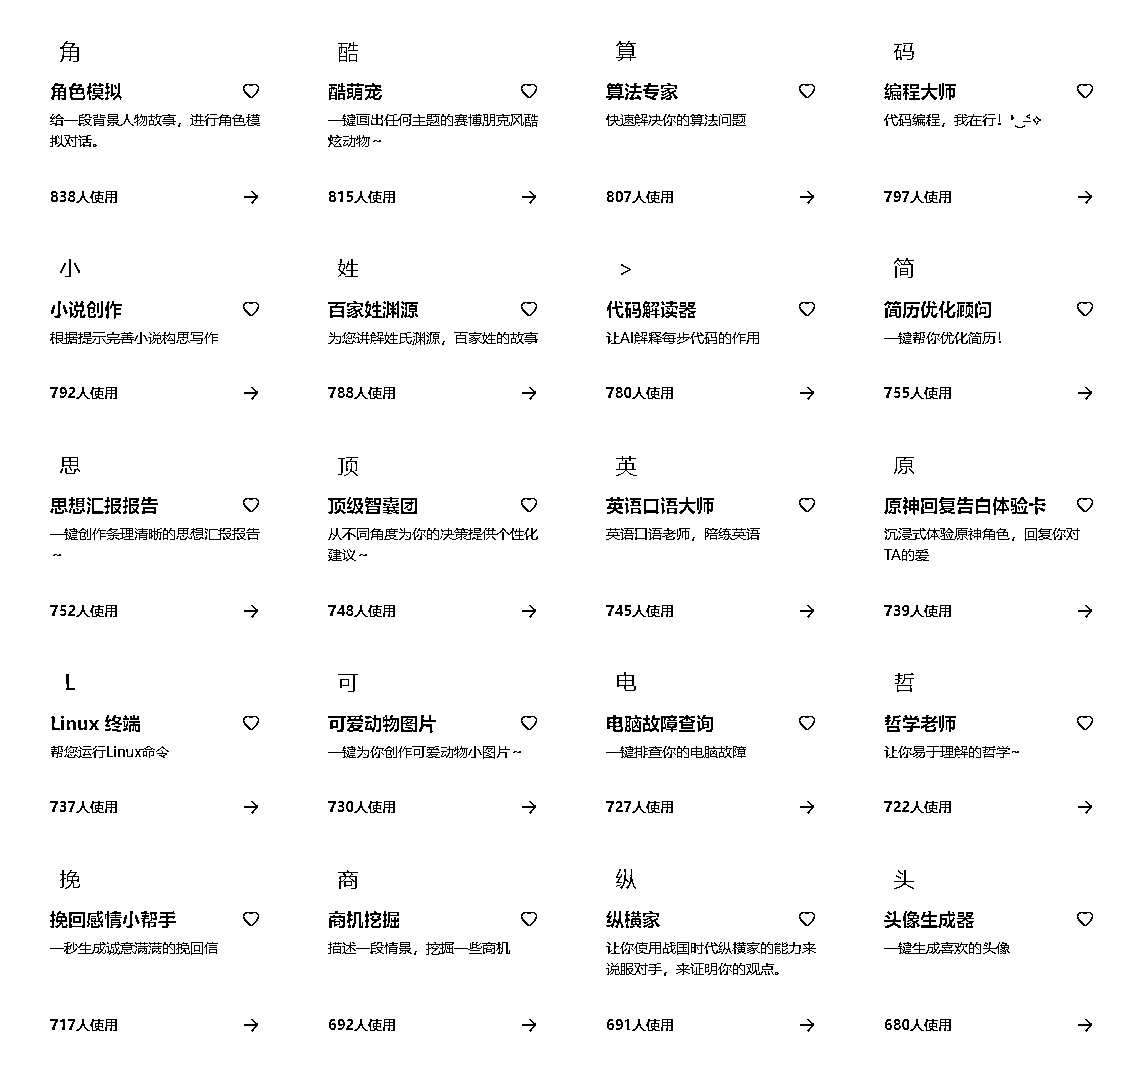 角
角色模拟
给一段背景人物故事，进行角色模
拟对话。
838人使用
酷
酷萌宠
一键画出任何主题的赛博朋克风酷
炫动物～
815人使用
算
算法专家
快速解决你的算法问题
807人使用
码
编程大师
代码编程，我在行！❛‿˂̵✧
797人使用
小
小说创作
根据提示完善小说构思写作
792人使用
姓
百家姓渊源
为您讲解姓氏渊源，百家姓的故事
788人使用
>
代码解读器
让AI解释每步代码的作用
780人使用
简
简历优化顾问
一键帮你优化简历！
755人使用
思
思想汇报报告
一键创作条理清晰的思想汇报报告
～
752人使用
顶
顶级智囊团
从不同角度为你的决策提供个性化
建议～
748人使用
英
英语口语大师
英语口语老师，陪练英语
745人使用
原
原神回复告白体验卡
沉浸式体验原神角色，回复你对
TA的爱
739人使用
L
Linux 终端
帮您运行Linux命令
737人使用
可
可爱动物图片
一键为你创作可爱动物小图片～
730人使用
电
电脑故障查询
一键排查你的电脑故障
727人使用
哲
哲学老师
让你易于理解的哲学~
722人使用
挽
挽回感情小帮手
一秒生成诚意满满的挽回信
717人使用
商
商机挖掘
描述一段情景，挖掘一些商机
692人使用
纵
纵横家
让你使用战国时代纵横家的能力来
说服对手，来证明你的观点。
691人使用
头
头像生成器
一键生成喜欢的头像
680人使用